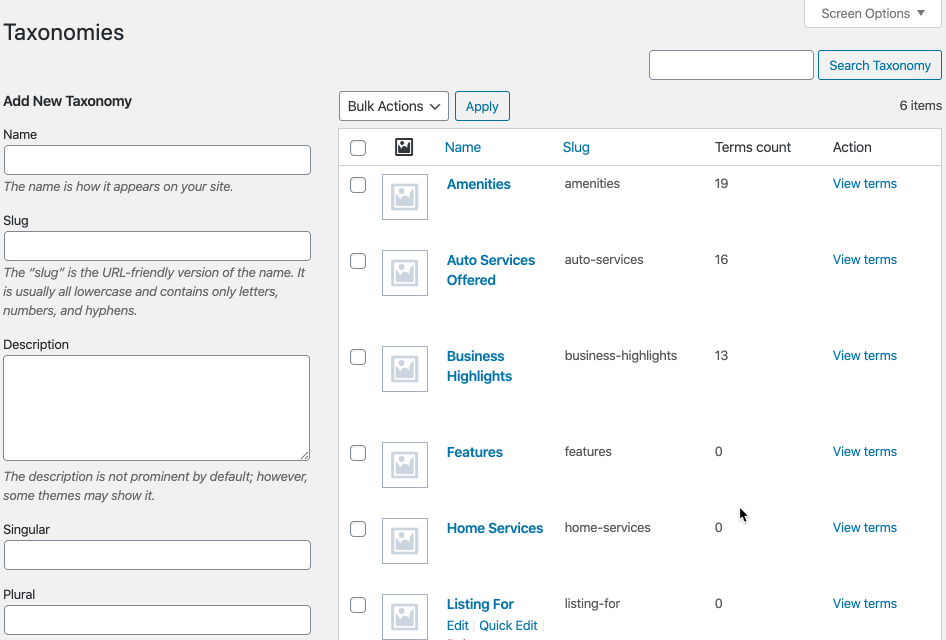 Screen Options
Taxonomies
Search Taxonomy
Add New Taxonomy
Bulk Actions Apply 6 items
Name
The name is how it appears on your site.
Slug
The “slug” is the URL-friendly version of the name. It
is usually all lowercase and contains only letters,
numbers, and hyphens.
Description
The description is not prominent by default; however,
some themes may show it.
Singular
Plural
Name Slug Terms count Action
Amenities amenities 19 View terms
Auto Services auto-services 16 View terms
Offered
Business business-highlights 13 View terms
Highlights
Features features 0 View terms
Home Services home-services 0 View terms
Listing For listing-for 0 View terms
Edit | Quick Edit |